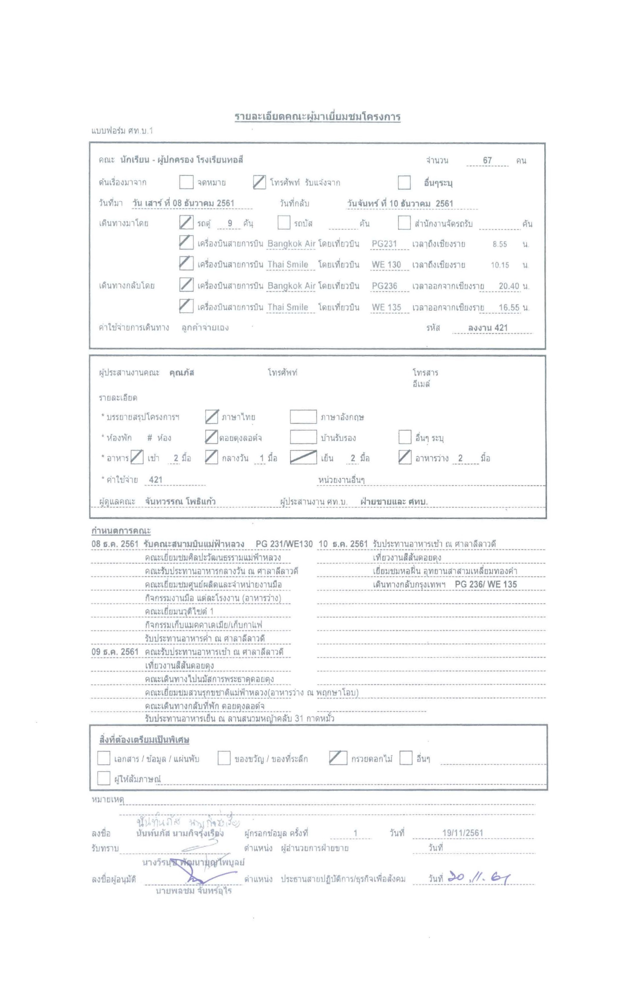 รายละเอียดคณะผู้มาเยี่ยมชมโครงการ
แบบฟอร์ม ศท.บ.1
คณะ นักเรียน - ผู้ปกครอง โรงเรียนทอสี จำนวน 67 คน
ต้นเรื่องมาจาก จดหมาย โทรศัพท์ รับแจ้งจาก อื่นๆระบุ
วันที่มา วัน เสาร์ ที่ 08 ธันวาคม 2561 วันที่กลับ วันจันทร์ ที่ 10 ธันวาคม 2561
เดินทางมาโดย รถตู้ 9 คัน รถบัส คัน สำนักงานจัดรถรับ คัน
เครื่องบินสายการบิน Bangkok Air โดยเที่ยวบิน PG231 เวลาถึงเชียงราย 8.55 น.
เครื่องบินสายการบิน Thai Smile โดยเที่ยวบิน WE 130 เวลาถึงเชียงราย 10.15 น.
เดินทางกลับโดย เครื่องบินสายการบิน Bangkok Air โดยเที่ยวบิน PG236 เวลาออกจากเชียงราย 20.40 น.
เครื่องบินสายการบิน Thai Smile โดยเที่ยวบิน WE 135 เวลาออกจากเชียงราย 16.55 น.
ค่าใช้จ่ายการเดินทาง ลูกค้าจ่ายเอง รหัส ลงงาน 421
ผู้ประสานงานคณะ คุณภัส โทรศัพท์ โทรสาร
อีเมล์
รายละเอียด
* บรรยายสรุปโครงการฯ ภาษาไทย ภาษาอังกฤษ
* ห้องพัก # ห้อง ดอยตุงลอด์จ บ้านรับรอง อื่นๆ ระบุ
* อาหาร เช้า 2 มื้อ กลางวัน 1 มื้อ เย็น 2 มื้อ อาหารว่าง 2 มื้อ
* ค่าใช้จ่าย 421 หน่วยงานอื่นๆ
ผู้ดูแลคณะ จันทวรรณ โพธิแก้ว ผู้ประสานงาน ศท.บ. ฝ่ายขายและ ศทบ.
กำหนดการคณะ
08 ธ.ค. 2561 รับคณะสนามบินแม่ฟ้าหลวง PG 231/WE130 10 ธ.ค. 2561 รับประทานอาหารเช้า ณ ศาลาลีลาวดี
คณะเยี่ยมชมศิลปะวัฒนธรรามแม่ฟ้าหลวง เที่ยวงานสีสันดอยตุง
คณะรับประทานอาหารกลางวัน ณ ศาลาลีลาวดี เยี่ยมชมหอฝิ่น อุทยานสาสามเหลี่ยมทองคำ
คณะเยี่ยมชมศูนย์ผลิตและจำหน่ายงานมือ เดินทางกลับกรุงเทพฯ PG 236/ WE 135
กิจกรรมงานมือ แต่ละโรงงาน (อาหารว่าง)
คณะเยี่ยมนวุติไซต์ 1
กิจกรรมเก็บแมคคาเดเมีย/เก็บกาแฟ
รับประทานอาหารค่ำ ณ ศาลาลีลาวดี
09 ธ.ค. 2561 คณะรับประทานอาหารเช้า ณ ศาลาลีลาวดี
เที่ยวงานสีสันดอยตุง
คณะเดินทางไปนมัสการพระธาตุดอยตุง
คณะเยี่ยมชมสวนรุกขชาติแม่ฟ้าหลวง(อาหารว่าง ณ พฤกษาโอบ)
คณะเดินทางกลับที่พัก ดอยตุงลอด์จ
รับประทานอาหารเย็น ณ ลานสนามหญ้าคลับ 31 กาดหมั้ว
สิ่งที่ต้องเตรียมเป็นพิเศษ
เอกสาร / ข้อมูล / แผ่นพับ ของขวัญ / ของที่ระลึก กรวยดอกไม้ อื่นๆ
ผู้ให้สัมภาษณ์
หมายเหตุ
นันท์นภัส นามกิจรุ่งเรือง
ลงชื่อ นันท์นภัส นามกิจรุ่งเรือง ผู้กรอกข้อมูล ครั้งที่ 1 วันที่ 19/11/2561
รับทราบ ตำแหน่ง ผู้อำนวยการฝ่ายขาย วันที่
นางวิรนุช พัฒนาบุญไพบูลย์
ลงชื่อผู้อนุมัติ ตำแหน่ง ประธานสายปฏิบัติการ/ธุรกิจเพื่อสังคม วันที่ 20.11.61
นายพลชม จันทร์อุไร